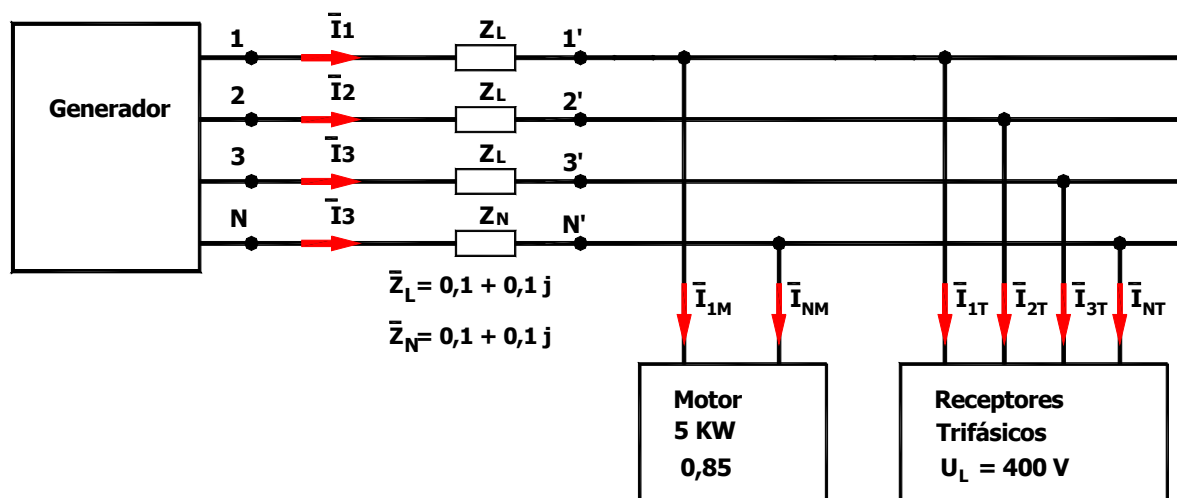 Generador
1
Ī1
ZL
1'
2
Ī2
ZL
2'
3
Ī3
ZL
3'
N
Ī3
ZN
N'
Z̄L = 0,1 + 0,1 j
Z̄N = 0,1 + 0,1 j
Ī1M
ĪNM
Ī1T
Ī2T
Ī3T
ĪNT
Motor
5 KW
0,85
Receptores
Trifásicos
UL = 400 V